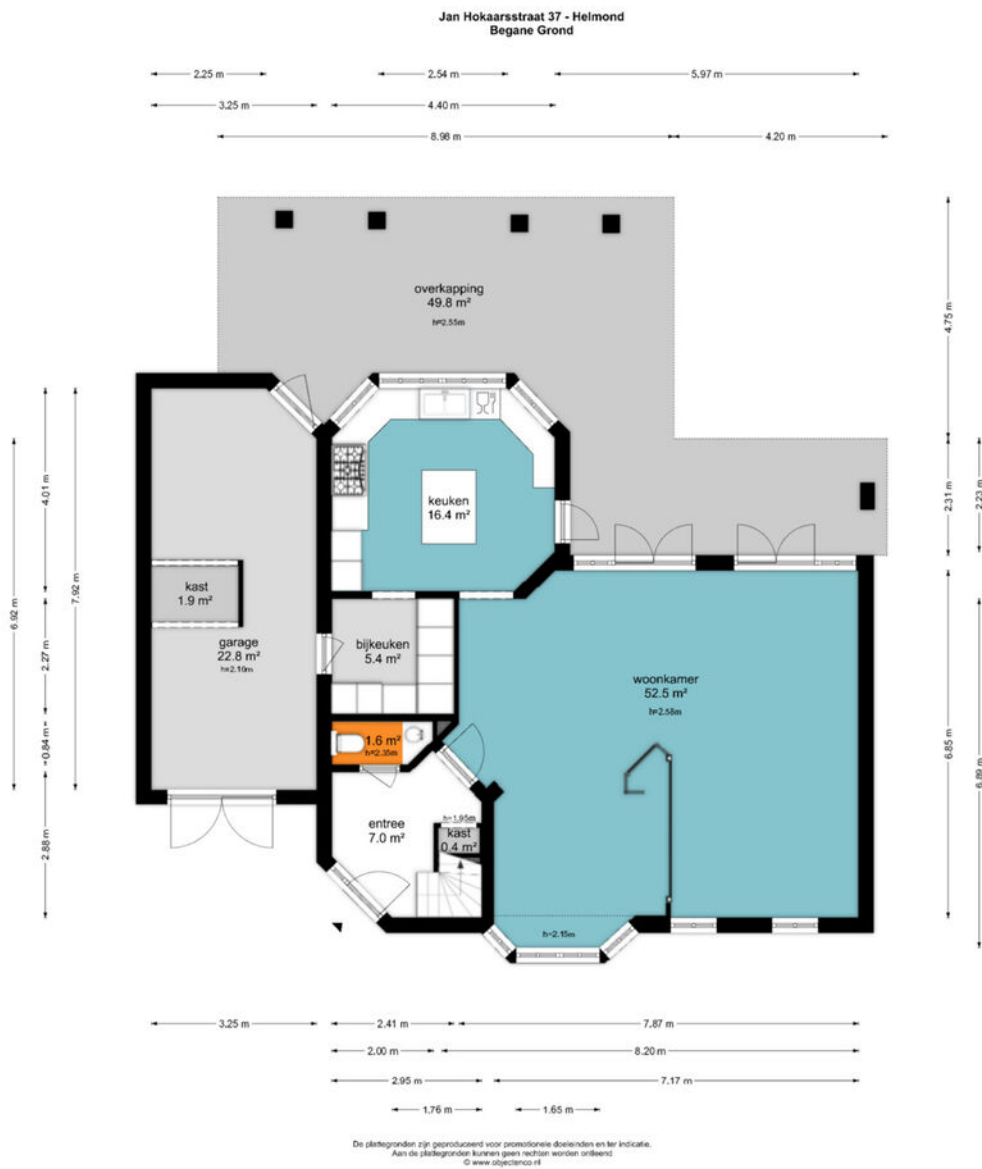 Jan Hokaarsstraat 37 - Helmond
Begane Grond
2.25 m
2.54 m
5.97 m
3.25 m
4.40 m
8.98 m
4.20 m
overkapping
49.8 m²
h=2.55m
4.75 m
2.31 m
2.23 m
4.01 m
7.92 m
6.92 m
2.27 m
0.84 m
2.88 m
keuken
16.4 m²
kast
1.9 m²
garage
22.8 m²
h=2.10m
bijkeuken
5.4 m²
woonkamer
52.5 m²
h=2.58m
6.85 m
6.89 m
1.6 m²
h=2.35m
entree
7.0 m²
h=1.95m
kast
0.4 m²
h=2.15m
3.25 m
2.41 m
7.87 m
2.00 m
8.20 m
2.95 m
7.17 m
1.76 m
1.65 m
De plattegronden zijn geproduceerd voor promotionele doeleinden en ter indicatie.
Aan de plattegronden kunnen geen rechten worden ontleend
© www.objectenco.nl